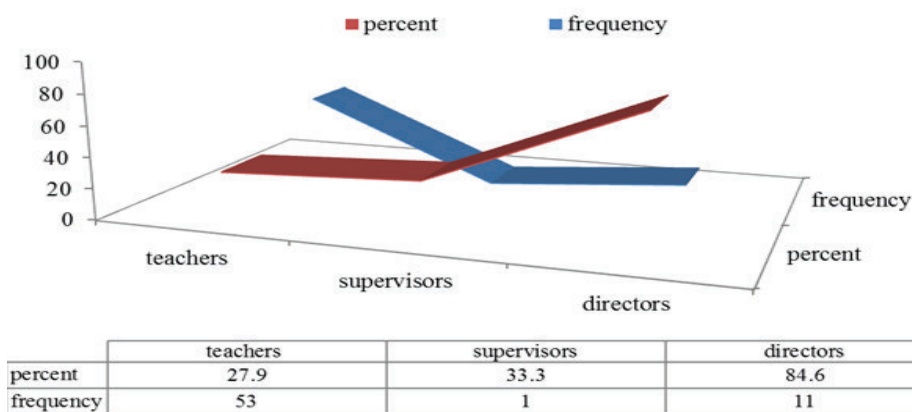 percent frequency
100
80
60
40
20
0
frequency
percent
teachers
supervisors
directors
teachers supervisors directors
percent 27.9 33.3 84.6
frequency 53 1 11